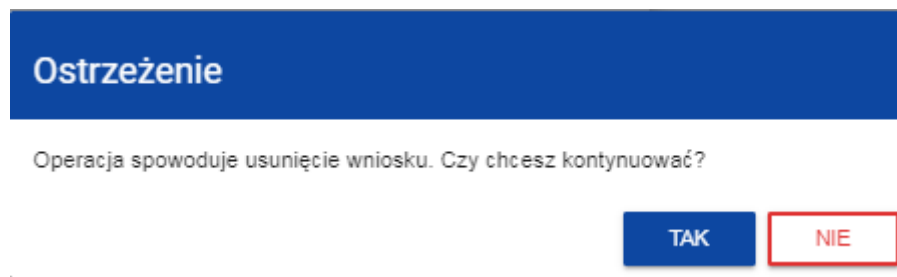 Ostrzeżenie
Operacja spowoduje usunięcie wniosku. Czy chcesz kontynuować?
TAK NIE